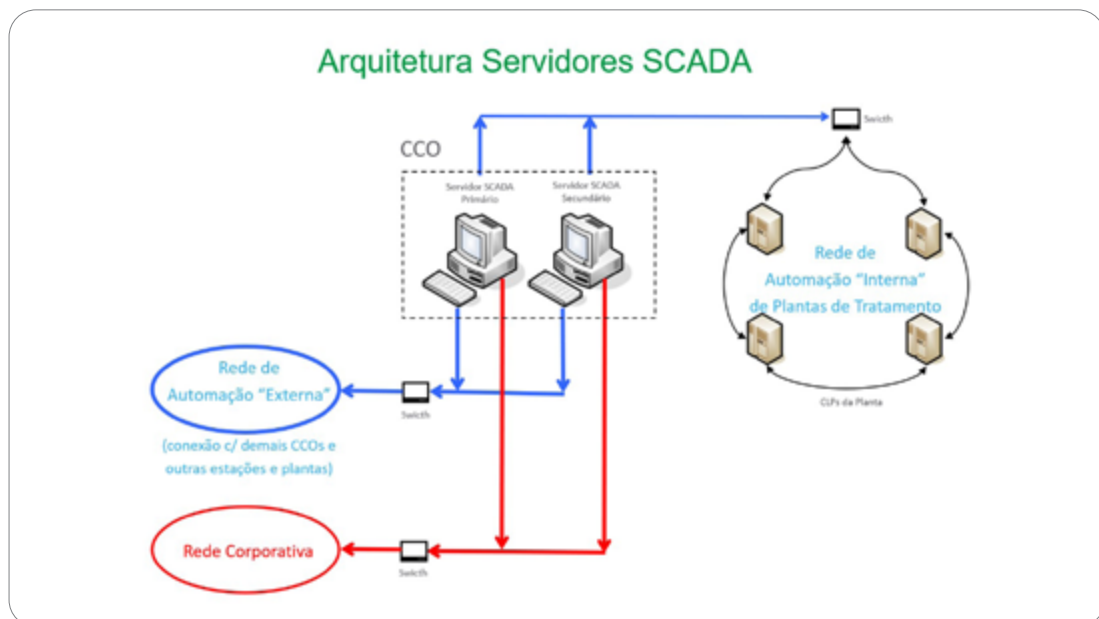 Arquitetura Servidores SCADA
CCO
Servidor SCADA
Primário
Servidor SCADA
Secundário
Swicth
Rede de
Automação "Interna"
de Plantas de Tratamento
CLPs da Planta
Rede de
Automação "Externa"
Swicth
(conexão c/ demais CCOs e
outras estações e plantas)
Rede Corporativa
Swicth